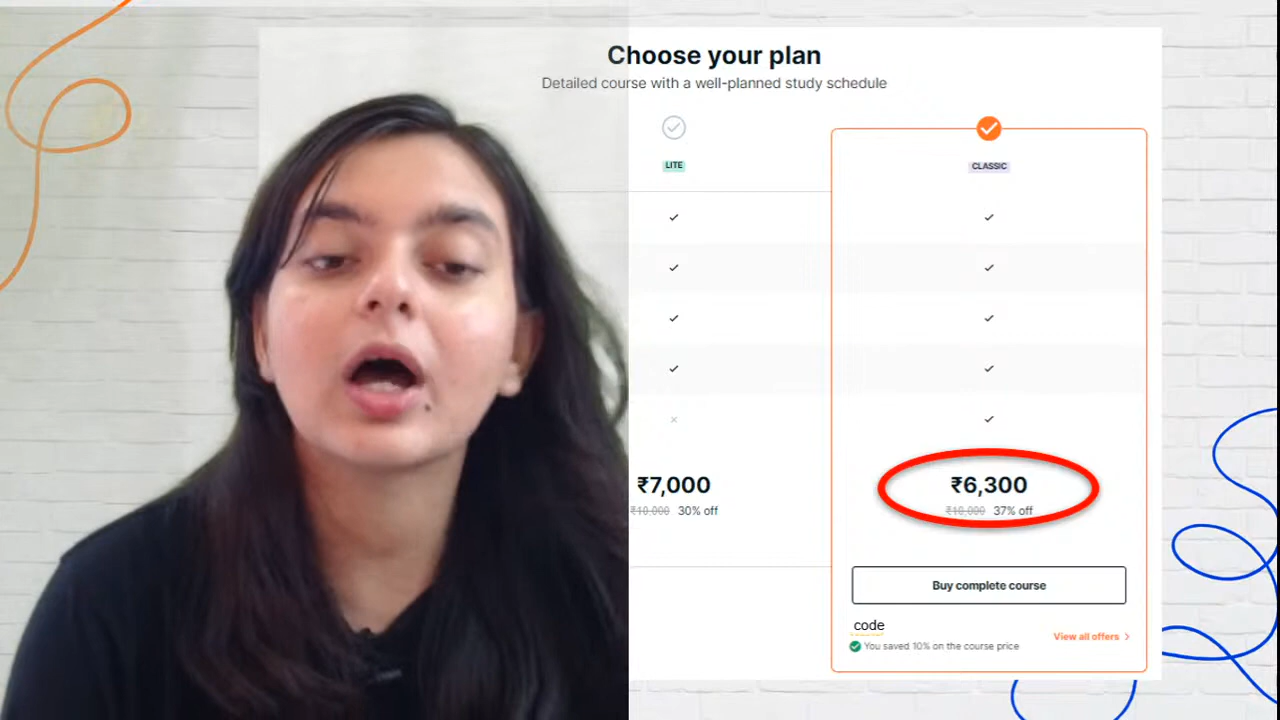 Choose your plan
Detailed course with a well-planned study schedule
LITE
CLASSIC
₹7,000
₹10,000 30% off
₹6,300
₹10,000 37% off
Buy complete course
code
You saved 10% on the course price
View all offers